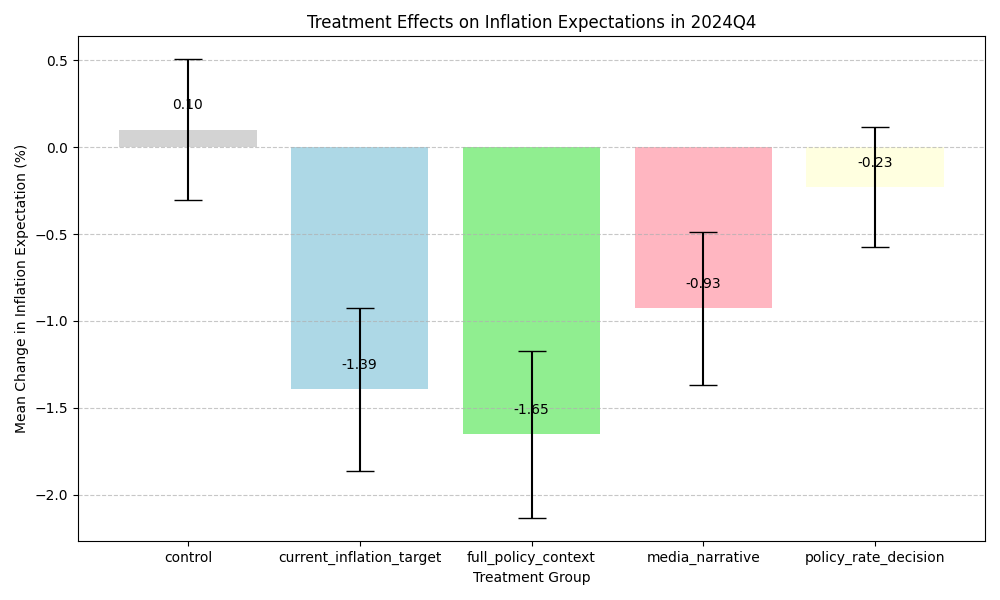 Treatment Effects on Inflation Expectations in 2024Q4
Mean Change in Inflation Expectation (%)
0.5
0.0
−0.5
−1.0
−1.5
−2.0
0.10
-1.39
-1.65
-0.93
-0.23
control
current_inflation_target
full_policy_context
media_narrative
policy_rate_decision
Treatment Group